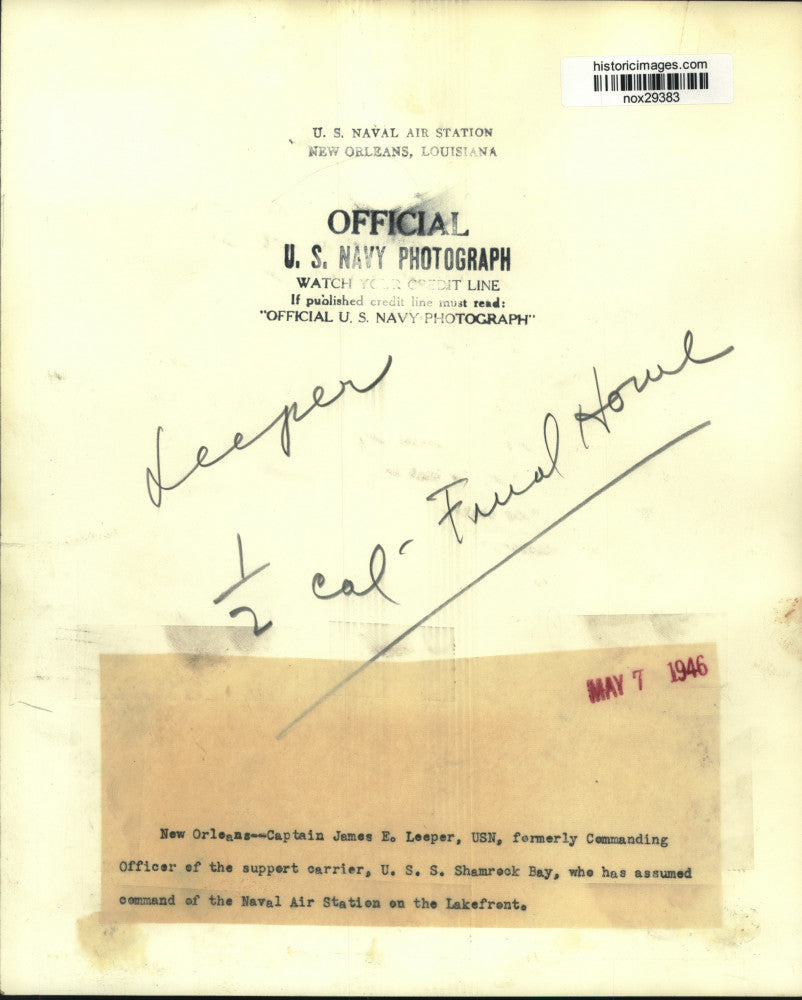 historicimages.com
nox29383
U. S. NAVAL AIR STATION
NEW ORLEANS, LOUISIANA
OFFICIAL
U. S. NAVY PHOTOGRAPH
WATCH YOUR CREDIT LINE
If published credit line must read:
"OFFICIAL U. S. NAVY PHOTOGRAPH"
Leeper
1/2 Col Final Home
MAY 7 1946
New Orleans--Captain James E. Leeper, USN, formerly Commanding
Officer of the support carrier, U. S. S. Shamrock Bay, who has assumed
command of the Naval Air Station on the Lakefront.